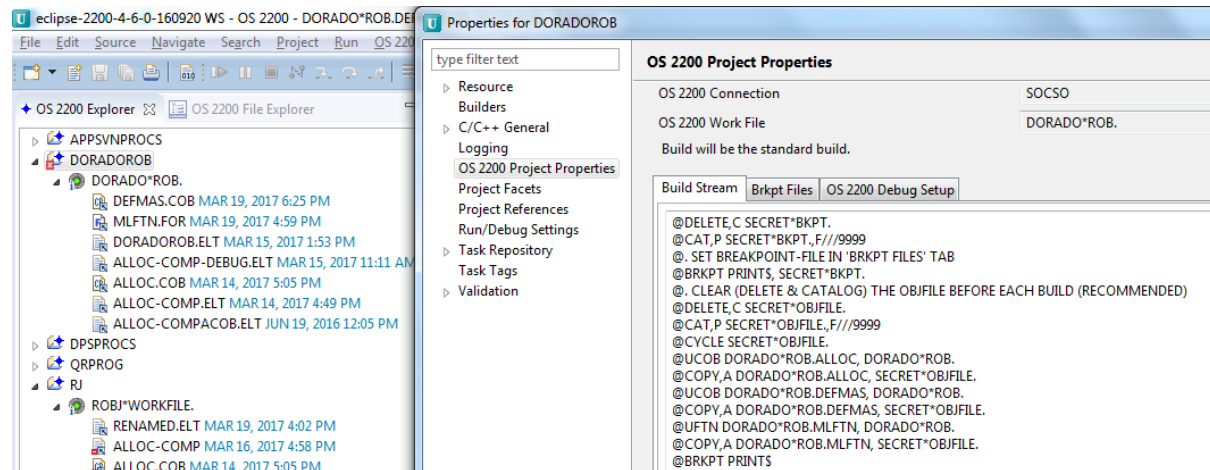 eclipse-2200-4-6-0-160920 WS - OS 2200 - DORADO*ROB.DEF
File Edit Source Navigate Search Project Run OS 220
OS 2200 Explorer OS 2200 File Explorer
APPSVNPROCS
DORADOROB
DORADO*ROB.
DEFMAS.COB MAR 19, 2017 6:25 PM
MLFTN.FOR MAR 19, 2017 4:59 PM
DORADOROB.ELT MAR 15, 2017 1:53 PM
ALLOC-COMP-DEBUG.ELT MAR 15, 2017 11:11 AM
ALLOC.COB MAR 14, 2017 5:05 PM
ALLOC-COMP.ELT MAR 14, 2017 4:49 PM
ALLOC-COMPACOB.ELT JUN 19, 2016 12:05 PM
DPSPROCS
QRPROG
RJ
ROBJ*WORKFILE.
RENAMED.ELT MAR 19, 2017 4:02 PM
ALLOC-COMP MAR 16, 2017 4:58 PM
ALLOC.COB MAR 14, 2017 5:05 PM
Properties for DORADOROB
type filter text
Resource
Builders
C/C++ General
Logging
OS 2200 Project Properties
Project Facets
Project References
Run/Debug Settings
Task Repository
Task Tags
Validation
OS 2200 Project Properties
OS 2200 Connection SOCSO
OS 2200 Work File DORADO*ROB.
Build will be the standard build.
Build Stream Brkpt Files OS 2200 Debug Setup
@DELETE,C SECRET*BKPT.
@CAT,P SECRET*BKPT.,F///9999
@. SET BREAKPOINT-FILE IN 'BRKPT FILES' TAB
@BRKPT PRINT$, SECRET*BKPT.
@. CLEAR (DELETE & CATALOG) THE OBJFILE BEFORE EACH BUILD (RECOMMENDED)
@DELETE,C SECRET*OBJFILE.
@CAT,P SECRET*OBJFILE.,F///9999
@CYCLE SECRET*OBJFILE.
@UCOB DORADO*ROB.ALLOC, DORADO*ROB.
@COPY,A DORADO*ROB.ALLOC, SECRET*OBJFILE.
@UCOB DORADO*ROB.DEFMAS, DORADO*ROB.
@COPY,A DORADO*ROB.DEFMAS, SECRET*OBJFILE.
@UFTN DORADO*ROB.MLFTN, DORADO*ROB.
@COPY,A DORADO*ROB.MLFTN, SECRET*OBJFILE.
@BRKPT PRINT$